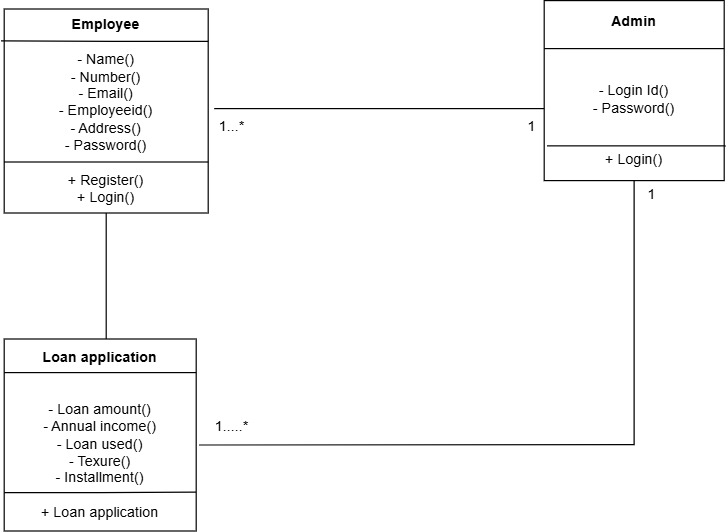 Employee
- Name()
- Number()
- Email()
- Employeeid()
- Address()
- Password()
+ Register()
+ Login()
Admin
- Login Id()
- Password()
+ Login()
1...*
1
1
Loan application
- Loan amount()
- Annual income()
- Loan used()
- Texure()
- Installment()
+ Loan application
1.....*